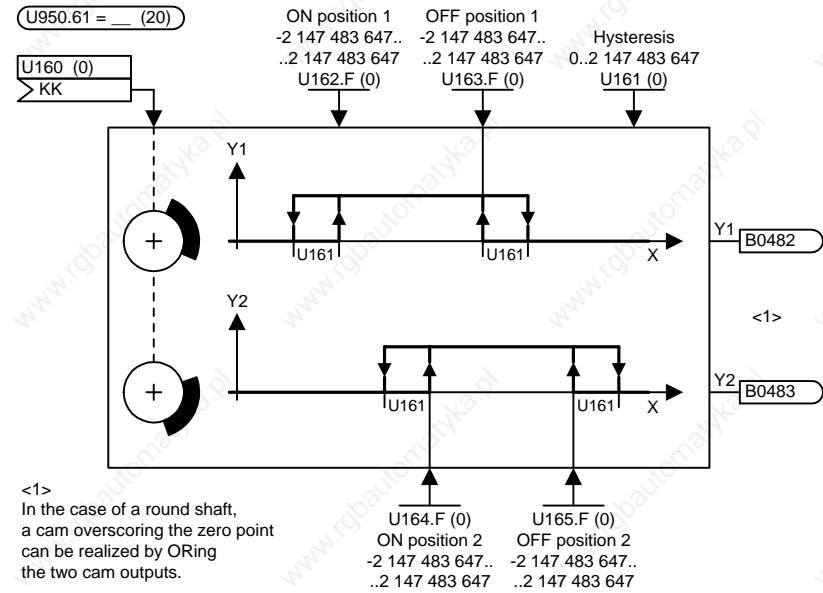 U950.61 = __ (20)
U160 (0)
KK
ON position 1
-2 147 483 647..
..2 147 483 647
U162.F (0)
OFF position 1
-2 147 483 647..
..2 147 483 647
U163.F (0)
Hysteresis
0..2 147 483 647
U161 (0)
Y1
U161
U161
X
Y1
B0482
<1>
Y2
U161
U161
X
Y2
B0483
U164.F (0)
ON position 2
-2 147 483 647..
..2 147 483 647
U165.F (0)
OFF position 2
-2 147 483 647..
..2 147 483 647
<1>
In the case of a round shaft,
a cam overscoring the zero point
can be realized by ORing
the two cam outputs.
www.rgbautomatyka.pl